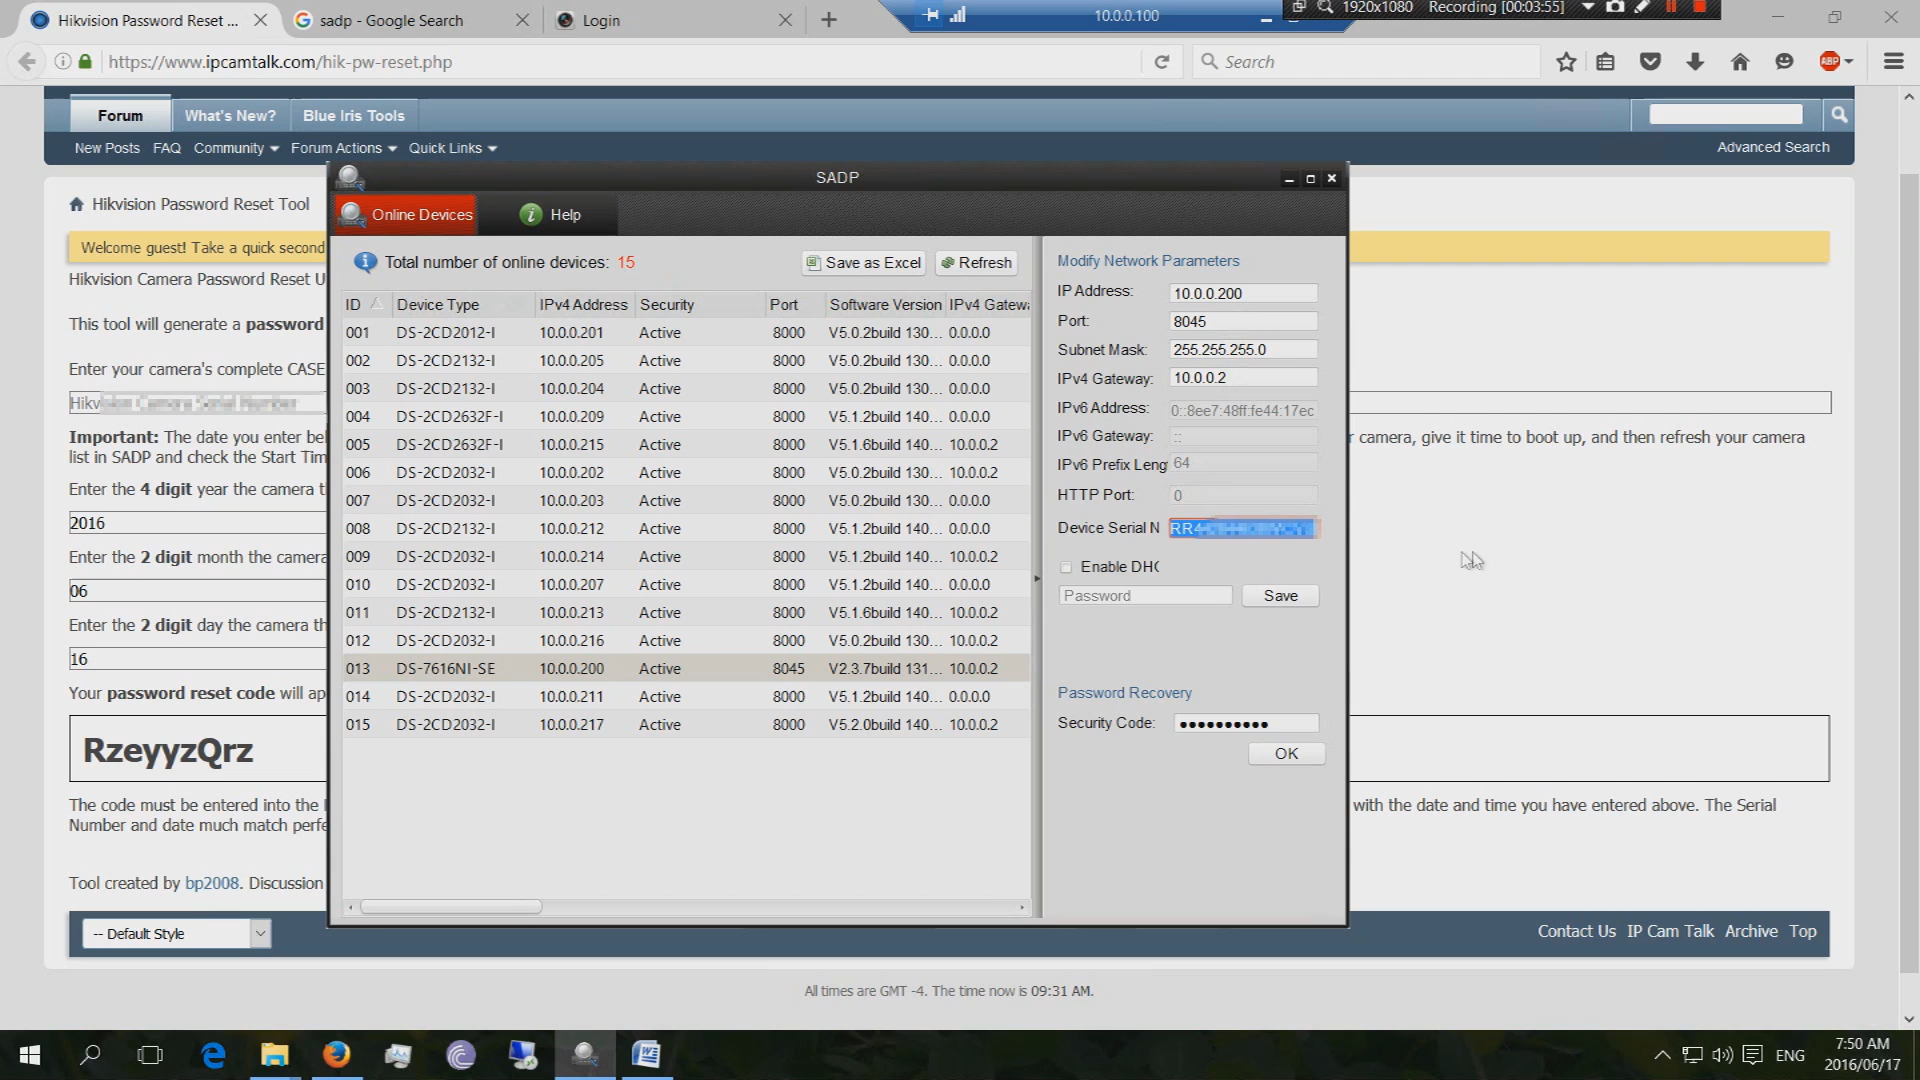 Hikvision Password Reset ...
sadp - Google Search
Login
10.0.0.100
1920x1080
Recording [00:03:55]
https://www.ipcamtalk.com/hik-pw-reset.php
Search
ABP
Forum
What's New?
Blue Iris Tools
New Posts
FAQ
Community
Forum Actions
Quick Links
Advanced Search
Hikvision Password Reset Tool
Welcome guest! Take a quick second
Hikvision Camera Password Reset U
This tool will generate a password
Enter your camera's complete CASE
Hikvision Camera Serial Number
Important: The date you enter bel
r camera, give it time to boot up, and then refresh your camera
list in SADP and check the Start Tim
Enter the 4 digit year the camera t
2016
Enter the 2 digit month the camera
06
Enter the 2 digit day the camera th
16
Your password reset code will ap
RzeyyzQrz
The code must be entered into the
with the date and time you have entered above. The Serial
Number and date much match perfe
Tool created by bp2008. Discussion
-- Default Style
Contact Us
IP Cam Talk
Archive
Top
All times are GMT -4. The time now is 09:31 AM.
SADP
Online Devices
Help
Total number of online devices: 15
Save as Excel
Refresh
ID Device Type IPv4 Address Security Port Software Version IPv4 Gatewa
001 DS-2CD2012-I 10.0.0.201 Active 8000 V5.0.2build 130... 0.0.0.0
002 DS-2CD2132-I 10.0.0.205 Active 8000 V5.0.2build 130... 0.0.0.0
003 DS-2CD2132-I 10.0.0.204 Active 8000 V5.0.2build 130... 0.0.0.0
004 DS-2CD2632F-I 10.0.0.209 Active 8000 V5.1.2build 140... 0.0.0.0
005 DS-2CD2632F-I 10.0.0.215 Active 8000 V5.1.6build 140... 10.0.0.2
006 DS-2CD2032-I 10.0.0.202 Active 8000 V5.0.2build 130... 10.0.0.2
007 DS-2CD2032-I 10.0.0.203 Active 8000 V5.0.2build 130... 0.0.0.0
008 DS-2CD2132-I 10.0.0.212 Active 8000 V5.1.2build 140... 0.0.0.0
009 DS-2CD2032-I 10.0.0.214 Active 8000 V5.1.2build 140... 10.0.0.2
010 DS-2CD2032-I 10.0.0.207 Active 8000 V5.1.2build 140... 0.0.0.0
011 DS-2CD2132-I 10.0.0.213 Active 8000 V5.1.6build 140... 10.0.0.2
012 DS-2CD2032-I 10.0.0.216 Active 8000 V5.0.2build 130... 10.0.0.2
013 DS-7616NI-SE 10.0.0.200 Active 8045 V2.3.7build 131... 10.0.0.2
014 DS-2CD2032-I 10.0.0.211 Active 8000 V5.1.2build 140... 0.0.0.0
015 DS-2CD2032-I 10.0.0.217 Active 8000 V5.2.0build 140... 10.0.0.2
Modify Network Parameters
IP Address: 10.0.0.200
Port: 8045
Subnet Mask: 255.255.255.0
IPv4 Gateway: 10.0.0.2
IPv6 Address: 0::8ee7:48ff:fe44:17ec
IPv6 Gateway: ::
IPv6 Prefix Leng 64
HTTP Port: 0
Device Serial N RR4
Enable DHC
Password
Save
Password Recovery
Security Code: ●●●●●●●●●●
OK
ENG
7:50 AM
2016/06/17